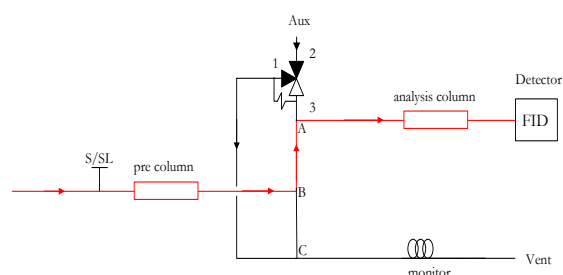 Aux
2
1
Detector
3
analysis column
A
FID
S/SL
pre column
B
C
Vent
monitor